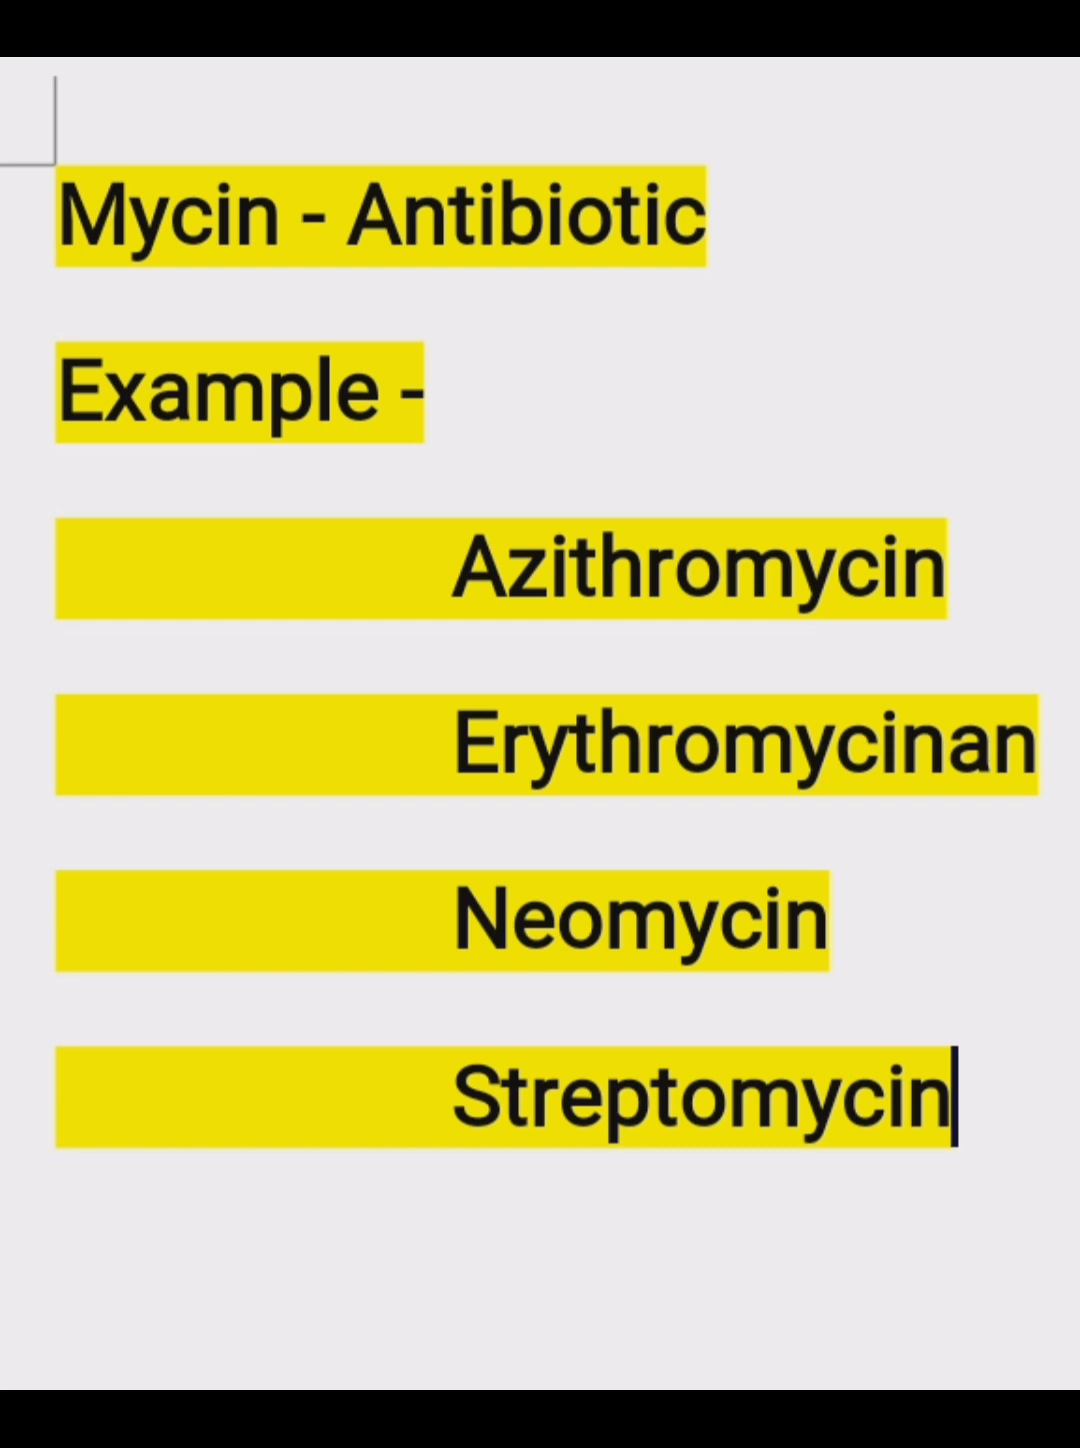 Mycin - Antibiotic
Example -
Azithromycin
Erythromycinan
Neomycin
Streptomycin